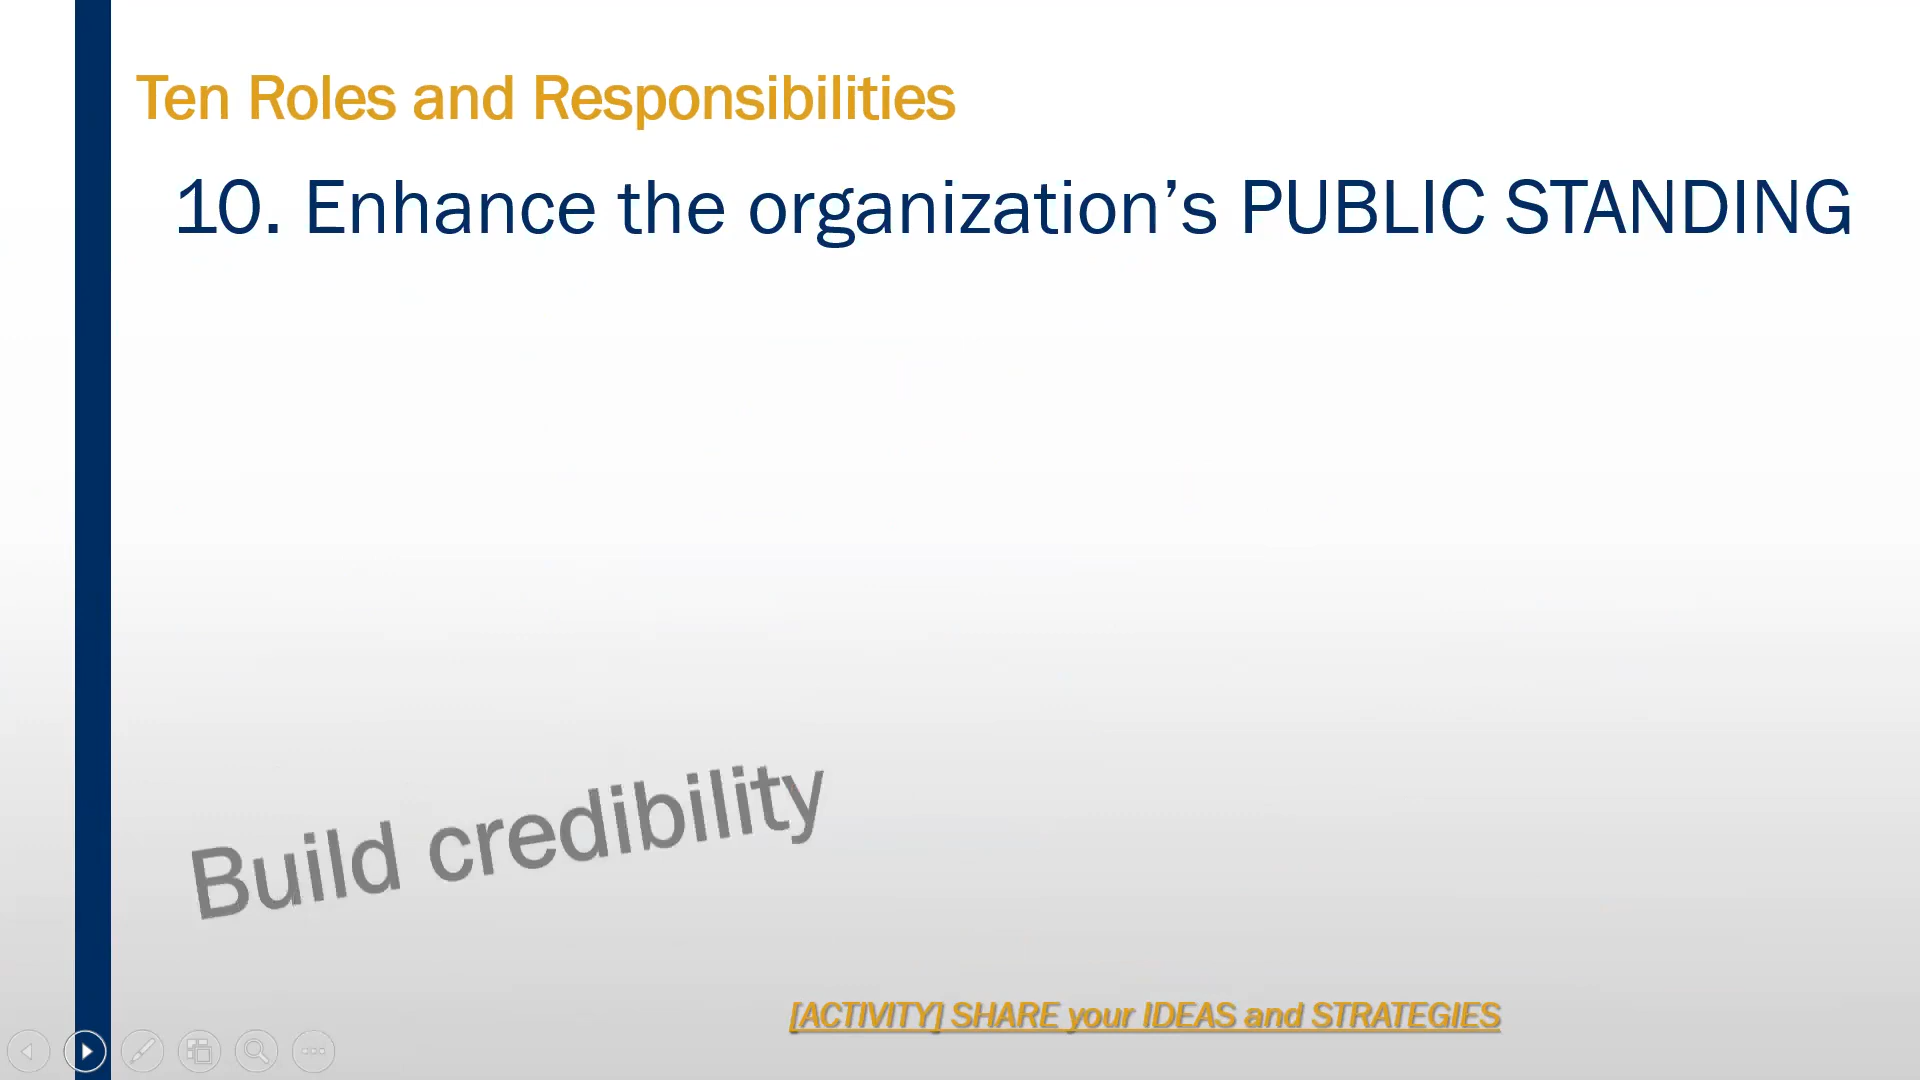 Ten Roles and Responsibilities
10. Enhance the organization’s PUBLIC STANDING
Build credibility
[ACTIVITY] SHARE your IDEAS and STRATEGIES